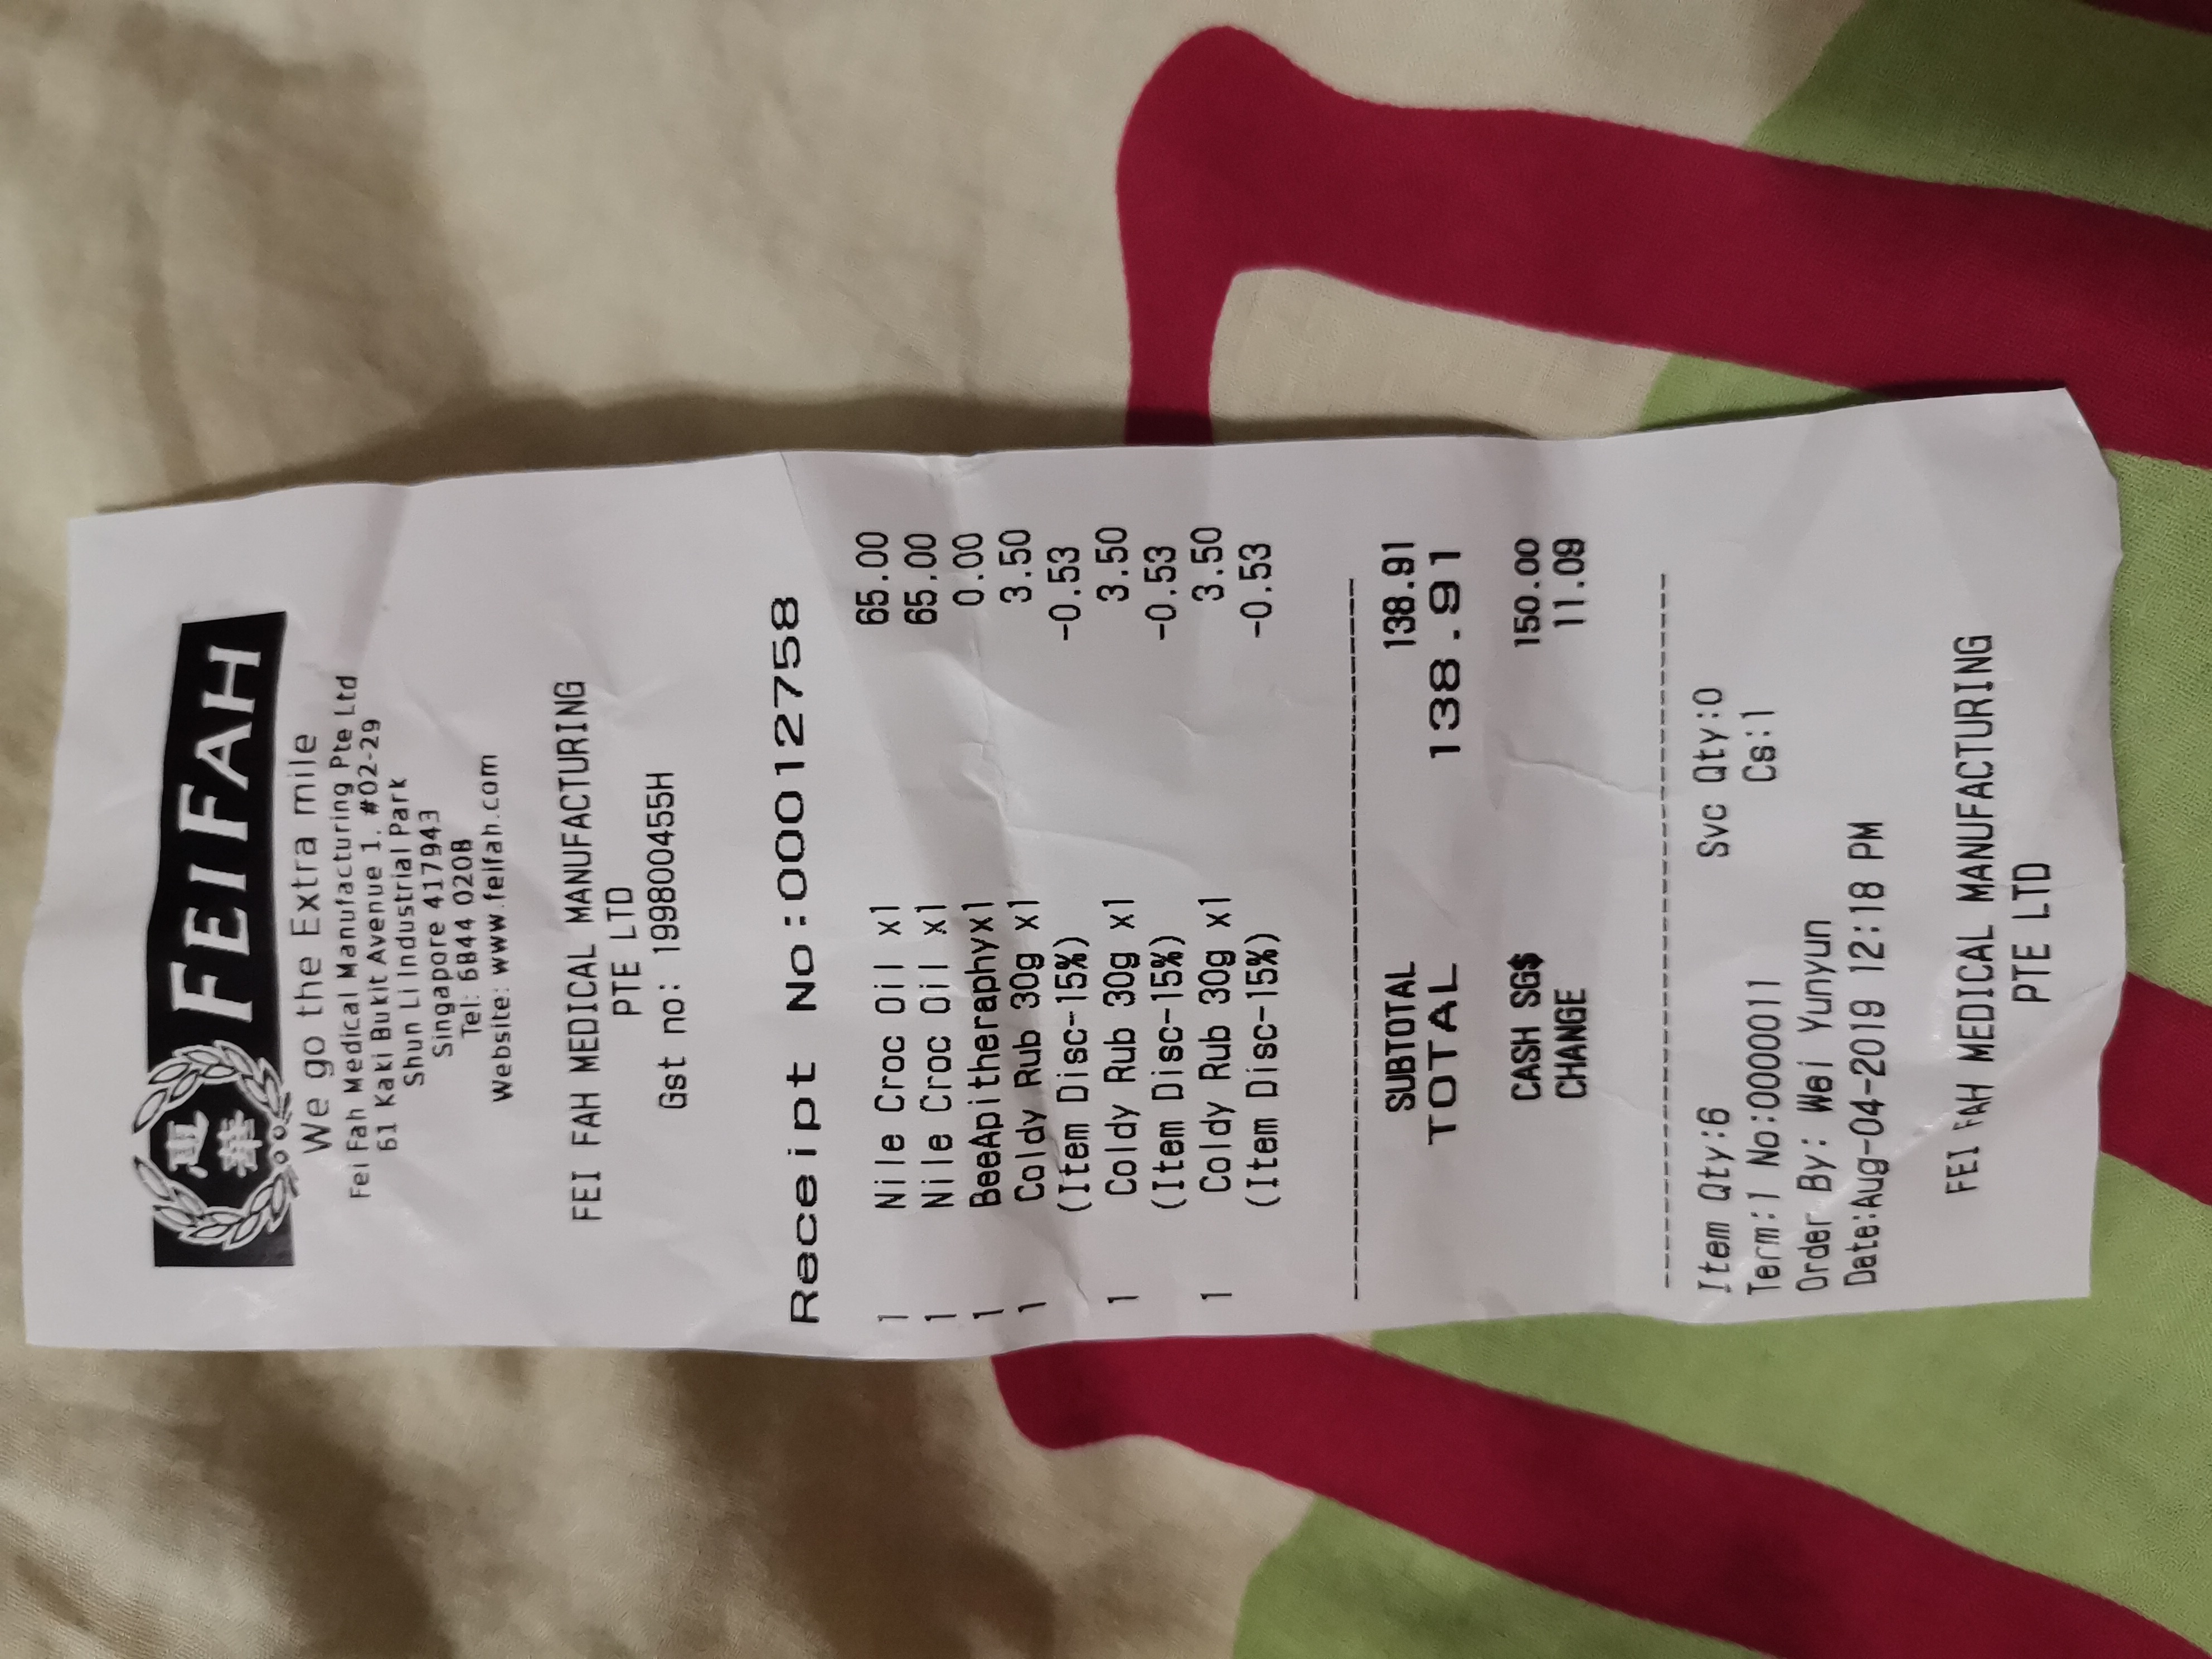 惠華 FEI FAH
We go the Extra mile
Fei Fah Medical Manufacturing Pte Ltd
61 Kaki Bukit Avenue 1. #02-29
Shun Li Industrial Park
Singapore 417943
Tel: 6844 0208
Website: www.feifah.com
FEI FAH MEDICAL MANUFACTURING
PTE LTD
Gst no: 199800455H
Receipt No:00012758
1 Nile Croc Oil x1 65.00
1 Nile Croc Oil x1 65.00
1 BeeApitheraphyx1 0.00
1 Coldy Rub 30g x1 3.50
(Item Disc-15%) -0.53
1 Coldy Rub 30g x1 3.50
(Item Disc-15%) -0.53
1 Coldy Rub 30g x1 3.50
(Item Disc-15%) -0.53
SUBTOTAL 138.91
TOTAL 138.91
CASH SG$ 150.00
CHANGE 11.09
Item Qty:6 Svc Qty:0
Term:1 No:0000011 Cs:1
Order By: Wei Yunyun
Date:Aug-04-2019 12:18 PM
FEI FAH MEDICAL MANUFACTURING
PTE LTD